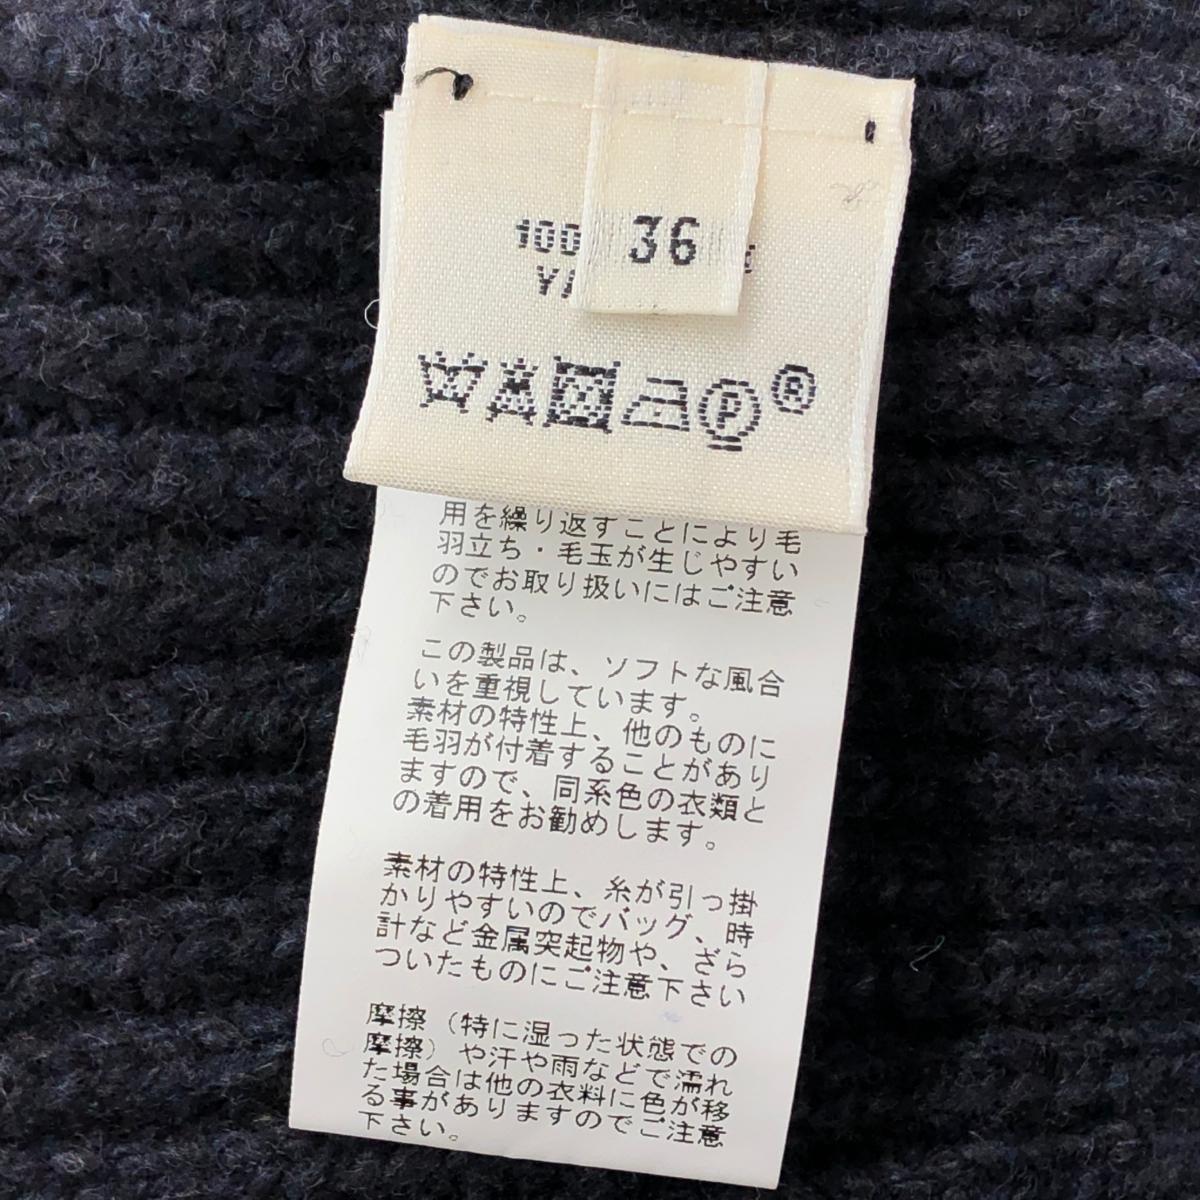 36
100
P
®
用を繰り返すことにより毛
羽立ち・毛玉が生じやすい
のでお取り扱いにはご注意
下さい。
この製品は、ソフトな風合
いを重視しています。
素材の特性上、他のものに
毛羽が付着することがあり
ますので、同系色の衣類と
の着用をお勧めします。
素材の特性上、糸が引っ掛
かりやすいのでバッグ、時
計など金属突起物や、ざら
ついたものにご注意下さい
摩擦（特に湿った状態での
摩擦）や汗や雨などで濡れ
た場合は他の衣料に色が移
る事がありますのでご注意
下さい。